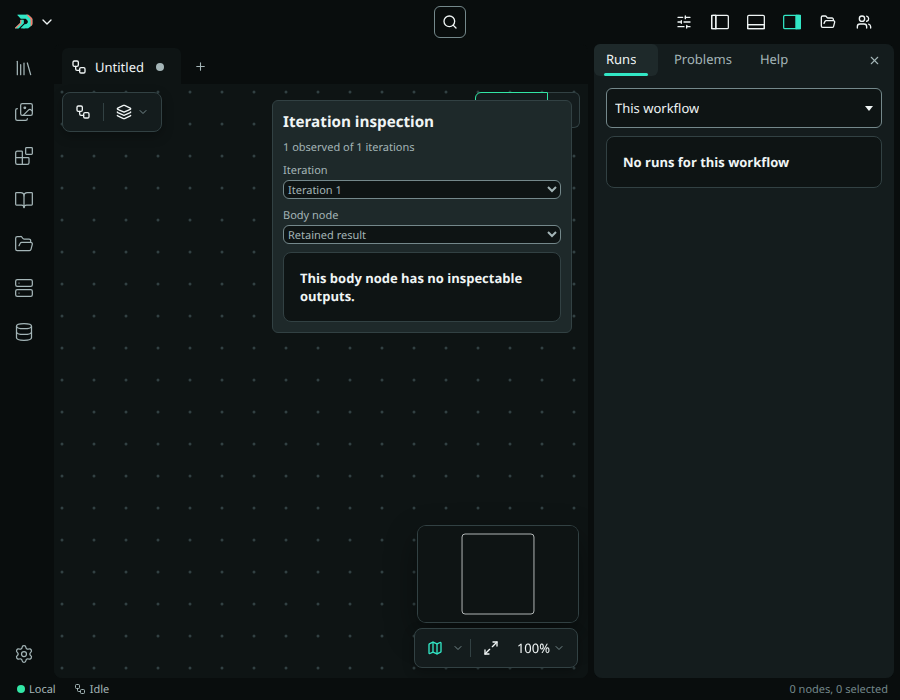 Untitled
Runs
Problems
Help
This workflow
No runs for this workflow
Iteration inspection
1 observed of 1 iterations
Iteration
Iteration 1
Body node
Retained result
This body node has no inspectable
outputs.
100%
Local
Idle
0 nodes, 0 selected